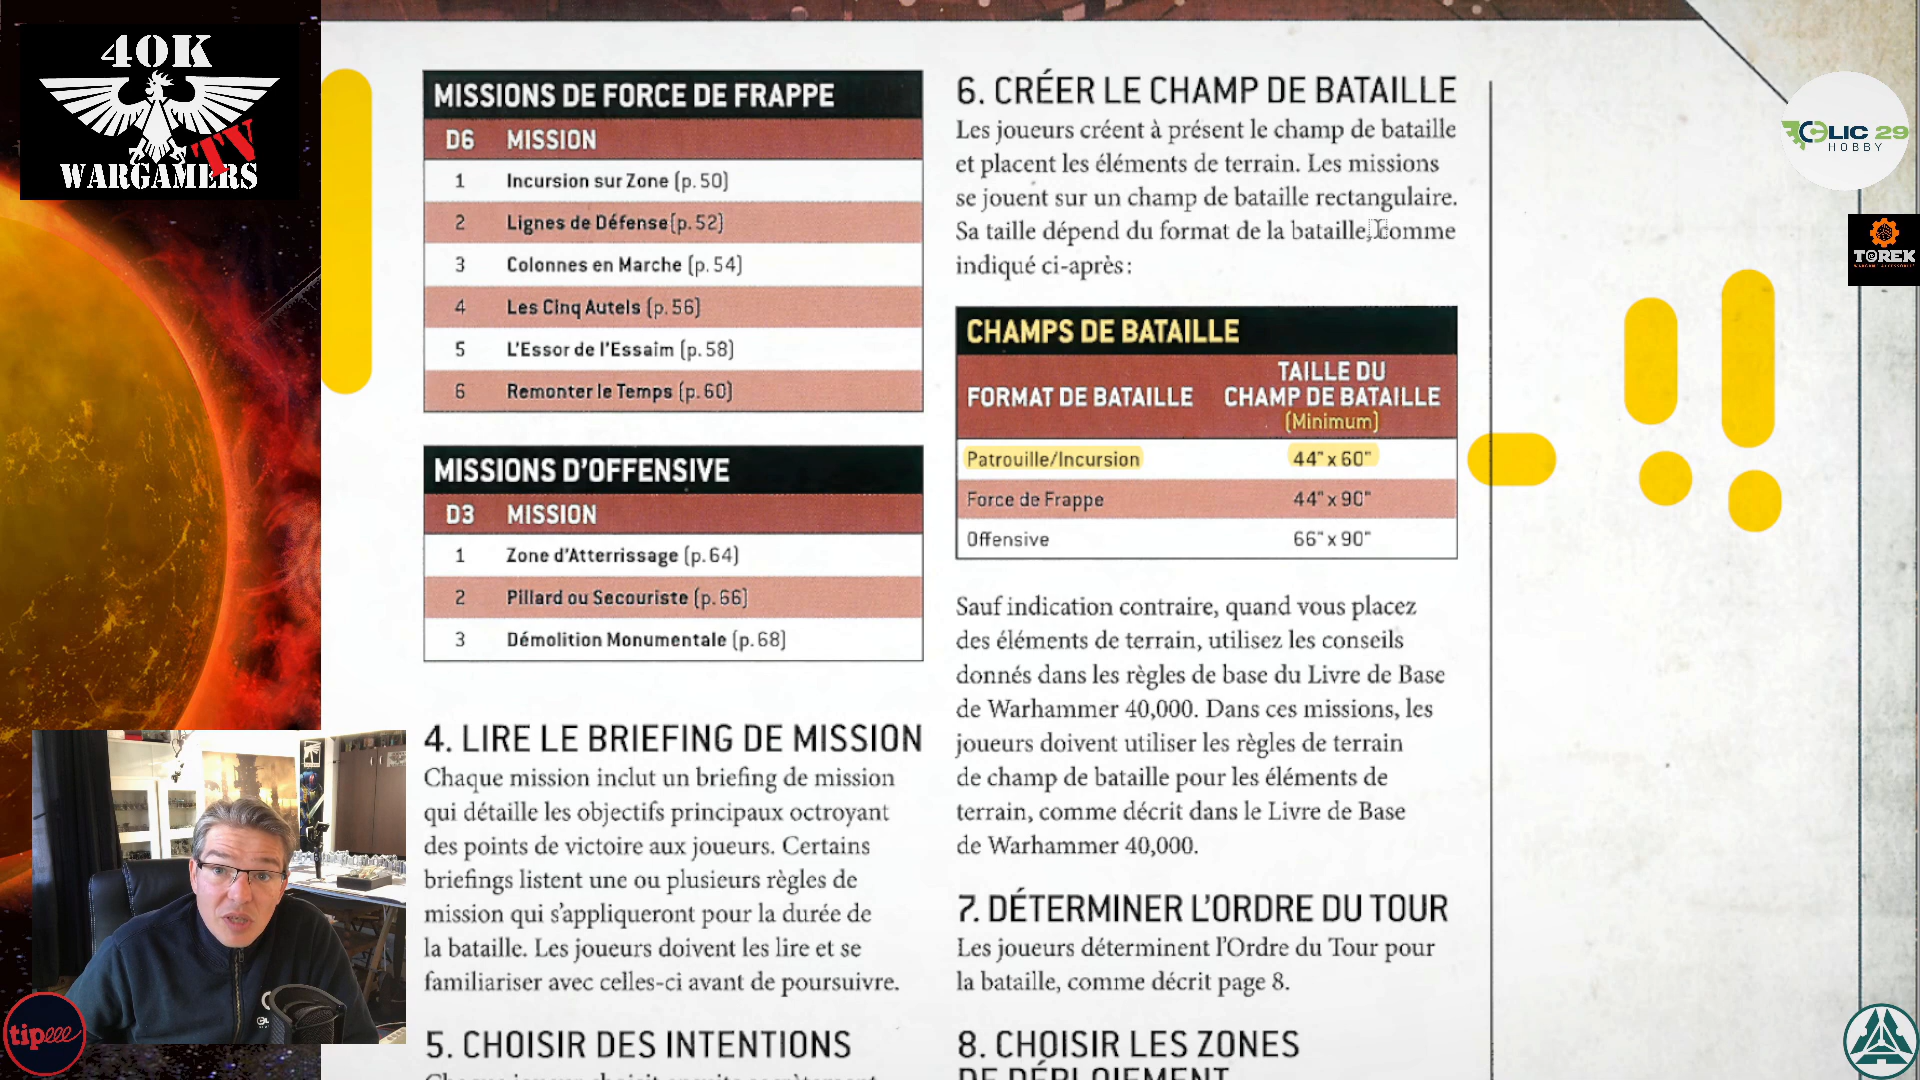 40K
TV
WARGAMERS
MISSIONS DE FORCE DE FRAPPE
D6 MISSION
1 Incursion sur Zone (p.50)
2 Lignes de Défense(p.52)
3 Colonnes en Marche (p.54)
4 Les Cinq Autels (p.56)
5 L'Essor de l'Essaim (p.58)
6 Remonter le Temps (p.60)
MISSIONS D'OFFENSIVE
D3 MISSION
1 Zone d'Atterrissage (p.64)
2 Pillard ou Secouriste (p.66)
3 Démolition Monumentale (p.68)
4. LIRE LE BRIEFING DE MISSION
Chaque mission inclut un briefing de mission
qui détaille les objectifs principaux octroyant
des points de victoire aux joueurs. Certains
briefings listent une ou plusieurs règles de
mission qui s'appliqueront pour la durée de
la bataille. Les joueurs doivent les lire et se
familiariser avec celles-ci avant de poursuivre.
5. CHOISIR DES INTENTIONS
6. CRÉER LE CHAMP DE BATAILLE
Les joueurs créent à présent le champ de bataille
et placent les éléments de terrain. Les missions
se jouent sur un champ de bataille rectangulaire.
Sa taille dépend du format de la bataille, comme
indiqué ci-après :
CHAMPS DE BATAILLE
FORMAT DE BATAILLE
TAILLE DU
CHAMP DE BATAILLE
(Minimum)
Patrouille/Incursion 44" x 60"
Force de Frappe 44" x 90"
Offensive 66" x 90"
Sauf indication contraire, quand vous placez
des éléments de terrain, utilisez les conseils
donnés dans les règles de base du Livre de Base
de Warhammer 40,000. Dans ces missions, les
joueurs doivent utiliser les règles de terrain
de champ de bataille pour les éléments de
terrain, comme décrit dans le Livre de Base
de Warhammer 40,000.
7. DÉTERMINER L'ORDRE DU TOUR
Les joueurs déterminent l'Ordre du Tour pour
la bataille, comme décrit page 8.
8. CHOISIR LES ZONES
DE DÉPLOIEMENT
CLIC 29
HOBBY
TOREK
tipeee